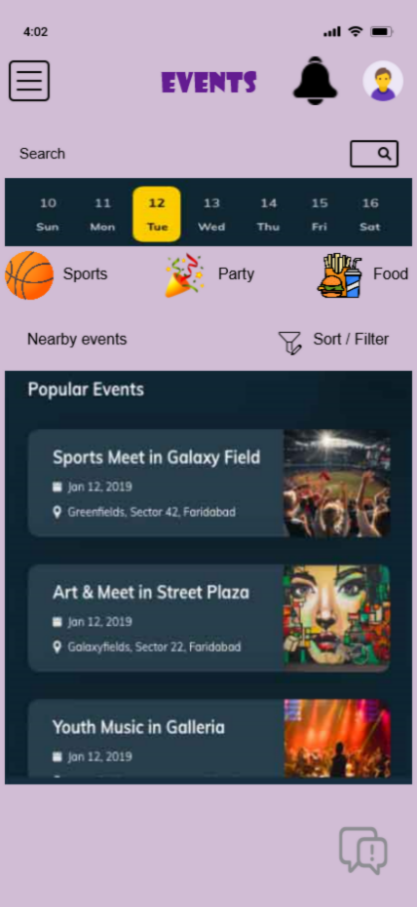 4:02
EVENTS
Search
10 11 12 13 14 15 16
Sun Mon Tue Wed Thu Fri Sat
Sports Party Food
Nearby events Sort / Filter
Popular Events
Sports Meet in Galaxy Field
Jan 12, 2019
Greenfields, Sector 42, Faridabad
Art & Meet in Street Plaza
Jan 12, 2019
Galaxyfields, Sector 22, Faridabad
Youth Music in Galleria
Jan 12, 2019